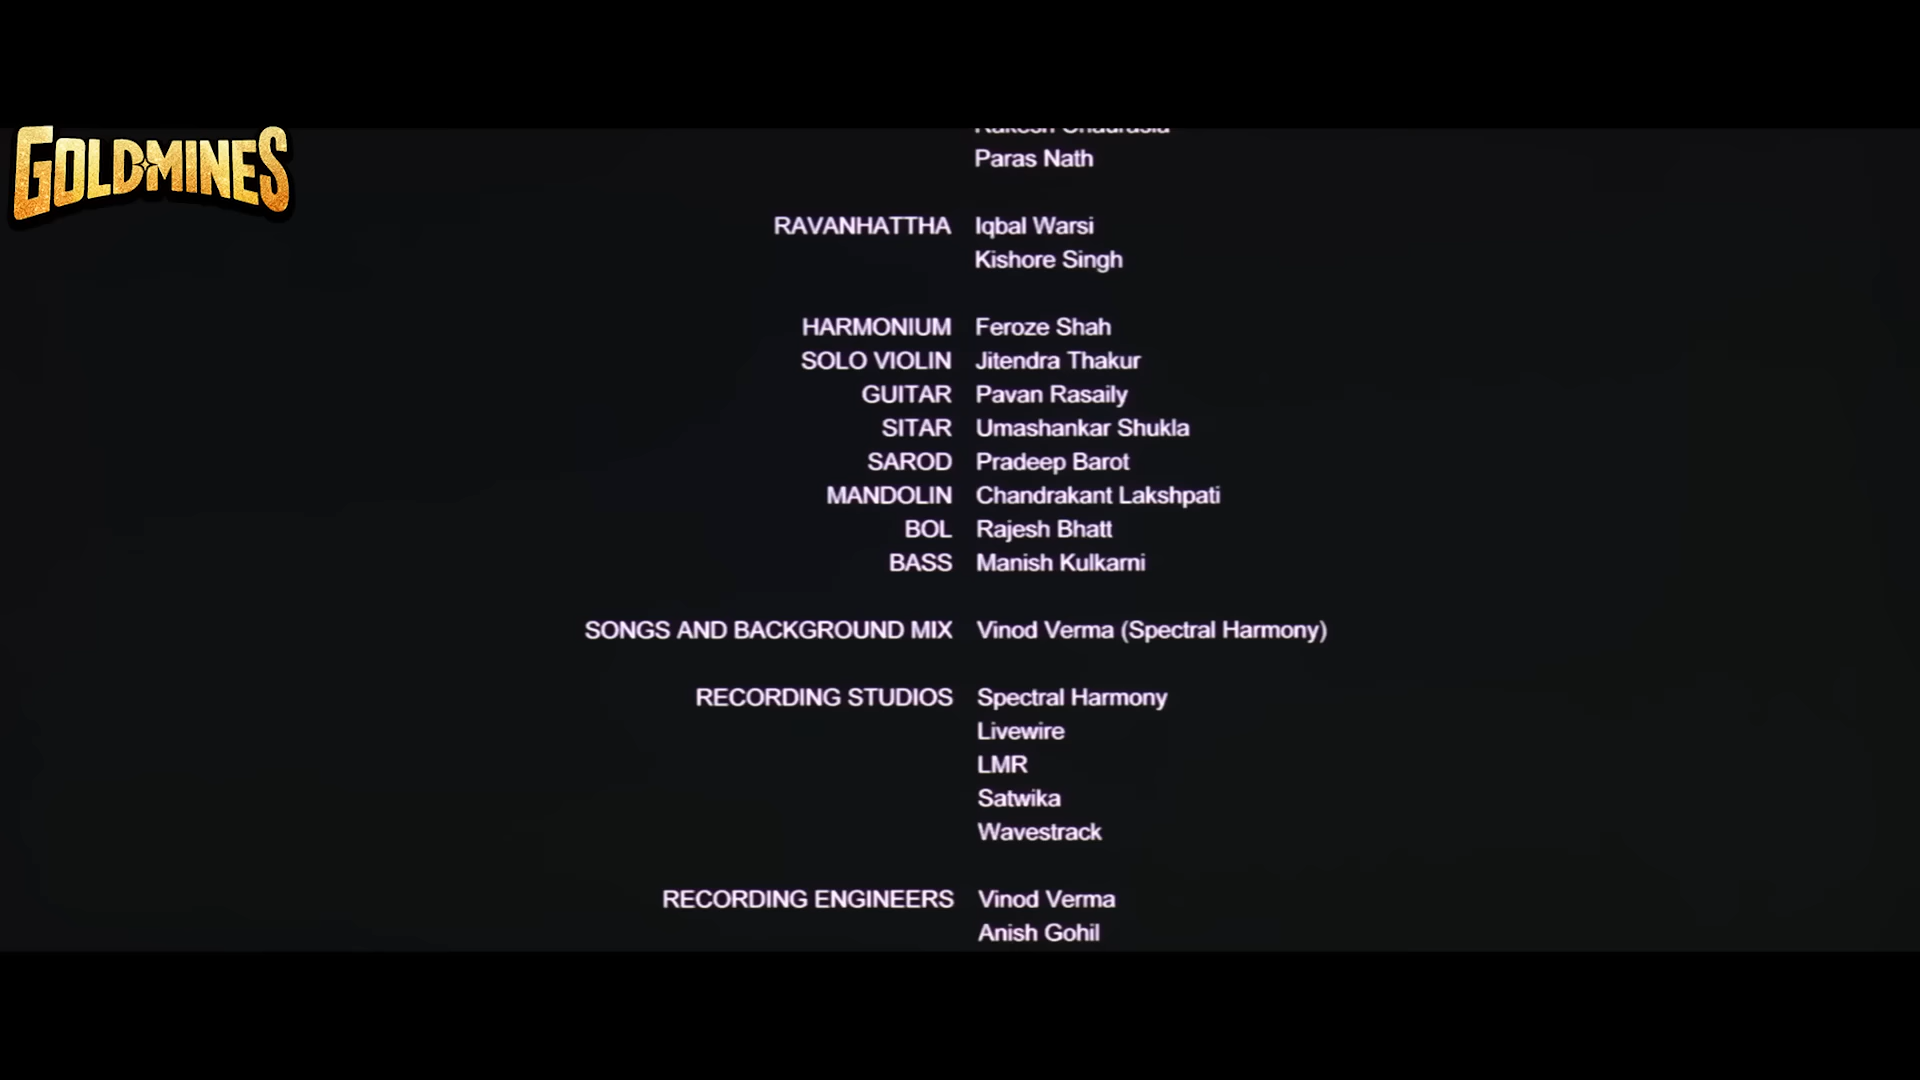 GOLDMINES
Rakesh Chaurasia
Paras Nath
RAVANHATTHA Iqbal Warsi
Kishore Singh
HARMONIUM Feroze Shah
SOLO VIOLIN Jitendra Thakur
GUITAR Pavan Rasaily
SITAR Umashankar Shukla
SAROD Pradeep Barot
MANDOLIN Chandrakant Lakshpati
BOL Rajesh Bhatt
BASS Manish Kulkarni
SONGS AND BACKGROUND MIX Vinod Verma (Spectral Harmony)
RECORDING STUDIOS Spectral Harmony
Livewire
LMR
Satwika
Wavestrack
RECORDING ENGINEERS Vinod Verma
Anish Gohil